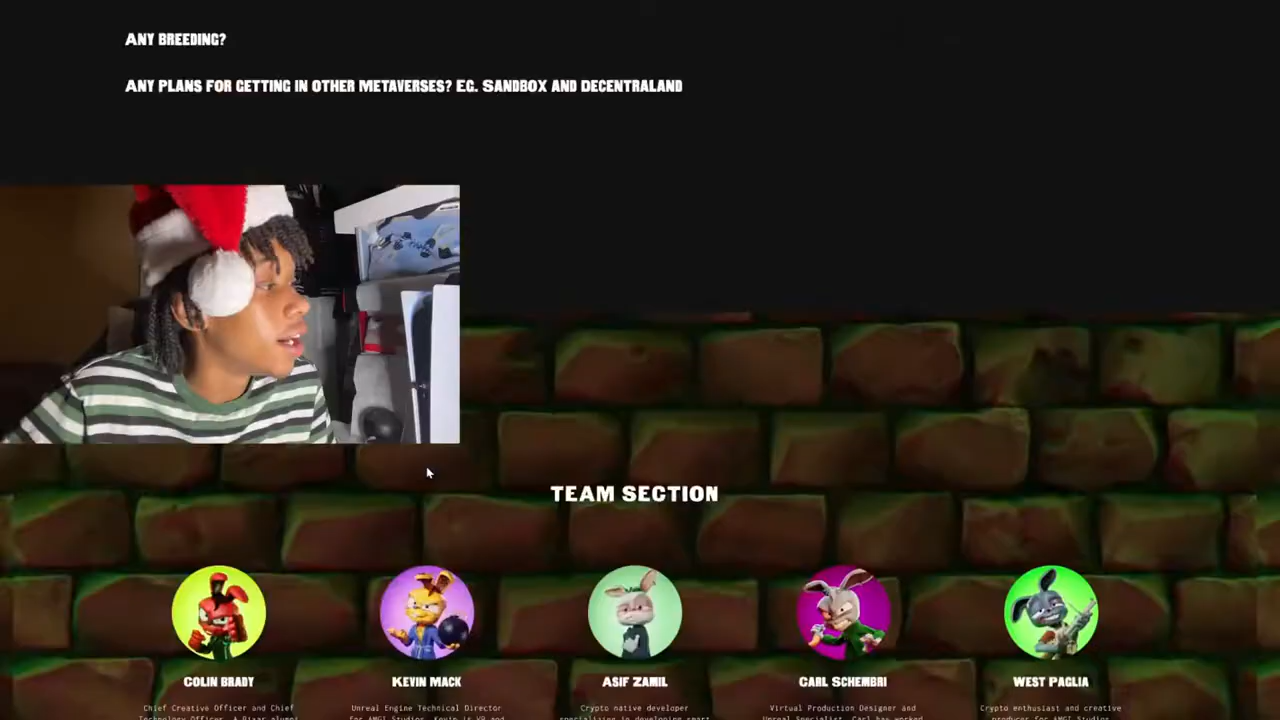 ANY BREEDING?
ANY PLANS FOR GETTING IN OTHER METAVERSES? EG. SANDBOX AND DECENTRALAND
TEAM SECTION
COLIN BRADY
KEVIN MACK
ASIF ZAMIL
CARL SCHEMBRI
WEST PAGLIA
Chief Creative Officer and Chief
Unreal Engine Technical Director
Crypto native developer
Virtual Production Designer and
Crypto enthusiast and creative